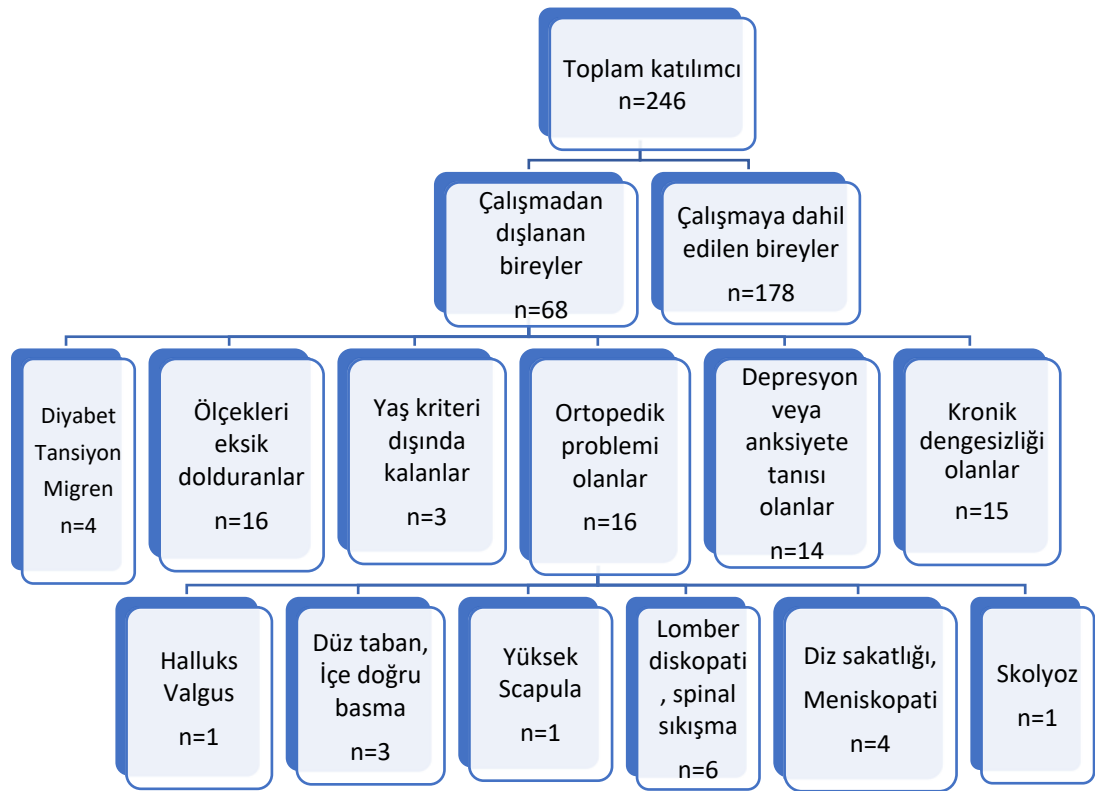 Toplam katılımcı
n=246
Çalışmadan
dışlanan
bireyler
n=68
Çalışmaya dahil
edilen bireyler
n=178
Diyabet
Tansiyon
Migren
n=4
Ölçekleri
eksik
dolduranlar
n=16
Yaş kriteri
dışında
kalanlar
n=3
Ortopedik
problemi
olanlar
n=16
Depresyon
veya
anksiyete
tanısı
olanlar
n=14
Kronik
dengesizliği
olanlar
n=15
Halluks
Valgus
n=1
Düz taban,
İçe doğru
basma
n=3
Yüksek
Scapula
n=1
Lomber
diskopati
, spinal
sıkışma
n=6
Diz sakatlığı,
Meniskopati
n=4
Skolyoz
n=1